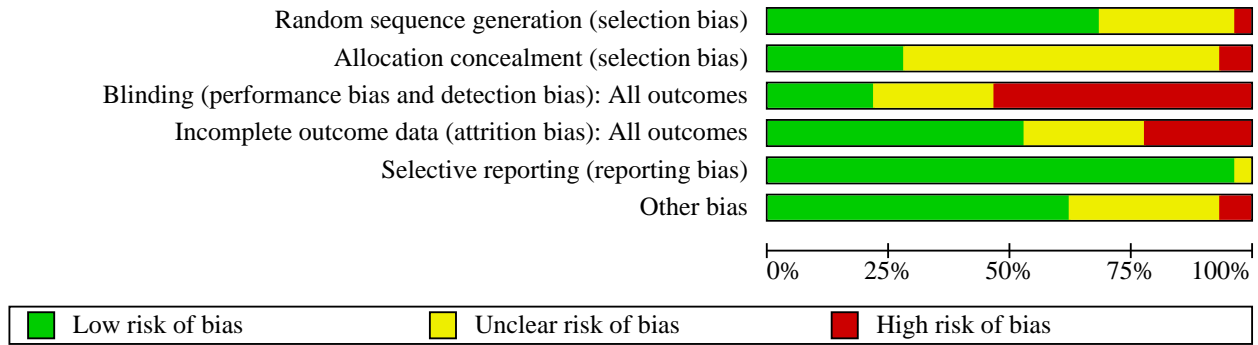 Random sequence generation (selection bias)
Allocation concealment (selection bias)
Blinding (performance bias and detection bias): All outcomes
Incomplete outcome data (attrition bias): All outcomes
Selective reporting (reporting bias)
Other bias
0% 25% 50% 75% 100%
Low risk of bias Unclear risk of bias High risk of bias